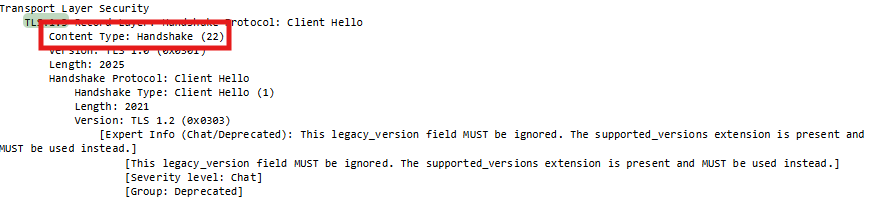 Transport Layer Security
TLSv1.3 Record Layer: Handshake Protocol: Client Hello
Content Type: Handshake (22)
Version: TLS 1.0 (0x0301)
Length: 2025
Handshake Protocol: Client Hello
Handshake Type: Client Hello (1)
Length: 2021
Version: TLS 1.2 (0x0303)
[Expert Info (Chat/Deprecated): This legacy_version field MUST be ignored. The supported_versions extension is present and
MUST be used instead.]
[This legacy_version field MUST be ignored. The supported_versions extension is present and MUST be used instead.]
[Severity level: Chat]
[Group: Deprecated]